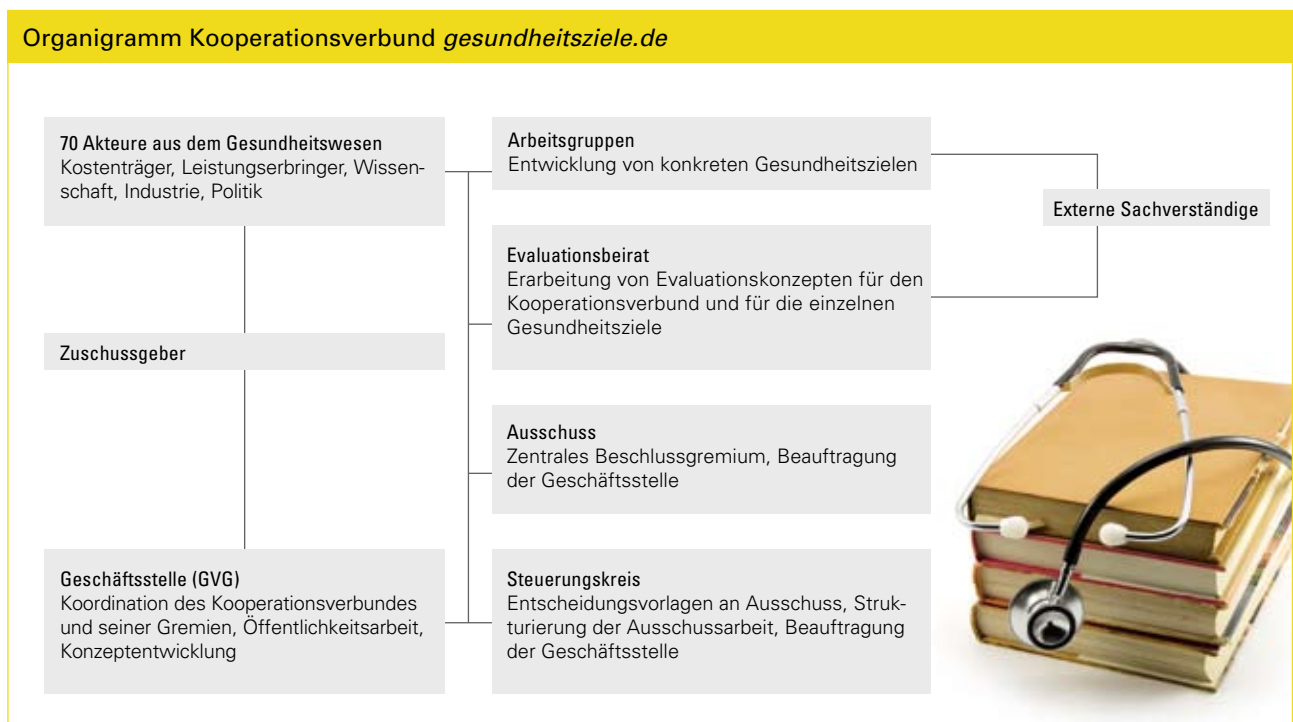 Organigramm Kooperationsverbund gesundheitsziele.de
70 Akteure aus dem Gesundheitswesen
Kostenträger, Leistungserbringer, Wissen-
schaft, Industrie, Politik
Zuschussgeber
Geschäftsstelle (GVG)
Koordination des Kooperationsverbundes
und seiner Gremien, Öffentlichkeitsarbeit,
Konzeptentwicklung
Arbeitsgruppen
Entwicklung von konkreten Gesundheitszielen
Evaluationsbeirat
Erarbeitung von Evaluationskonzepten für den
Kooperationsverbund und für die einzelnen
Gesundheitsziele
Ausschuss
Zentrales Beschlussgremium, Beauftragung
der Geschäftsstelle
Steuerungskreis
Entscheidungsvorlagen an Ausschuss, Struk-
turierung der Ausschussarbeit, Beauftragung
der Geschäftsstelle
Externe Sachverständige